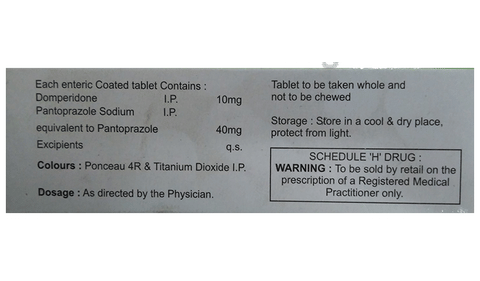 Each enteric Coated tablet Contains :
Domperidone I.P. 10mg
Pantoprazole Sodium I.P.
equivalent to Pantoprazole 40mg
Excipients q.s.
Colours : Ponceau 4R & Titanium Dioxide I.P.
Dosage : As directed by the Physician.
Tablet to be taken whole and
not to be chewed
Storage : Store in a cool & dry place,
protect from light.
SCHEDULE 'H' DRUG :
WARNING : To be sold by retail on the
prescription of a Registered Medical
Practitioner only.